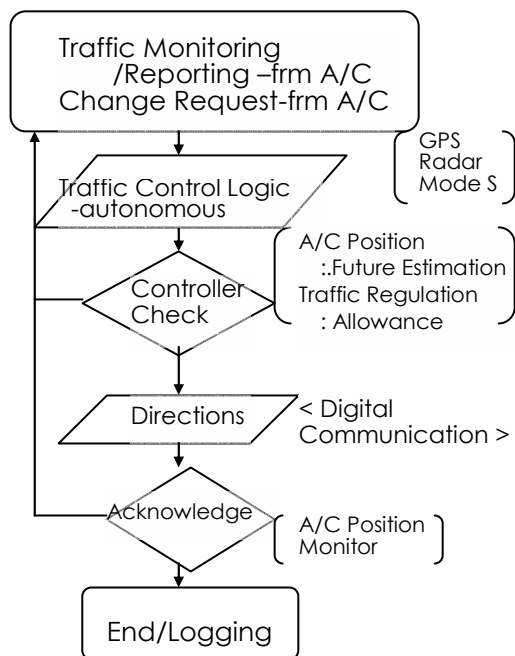 Traffic Monitoring
/Reporting –frm A/C
Change Request-frm A/C
GPS
Radar
Mode S
Traffic Control Logic
-autonomous
A/C Position
:.Future Estimation
Traffic Regulation
: Allowance
Controller
Check
Directions
< Digital
Communication >
Acknowledge
A/C Position
Monitor
End/Logging